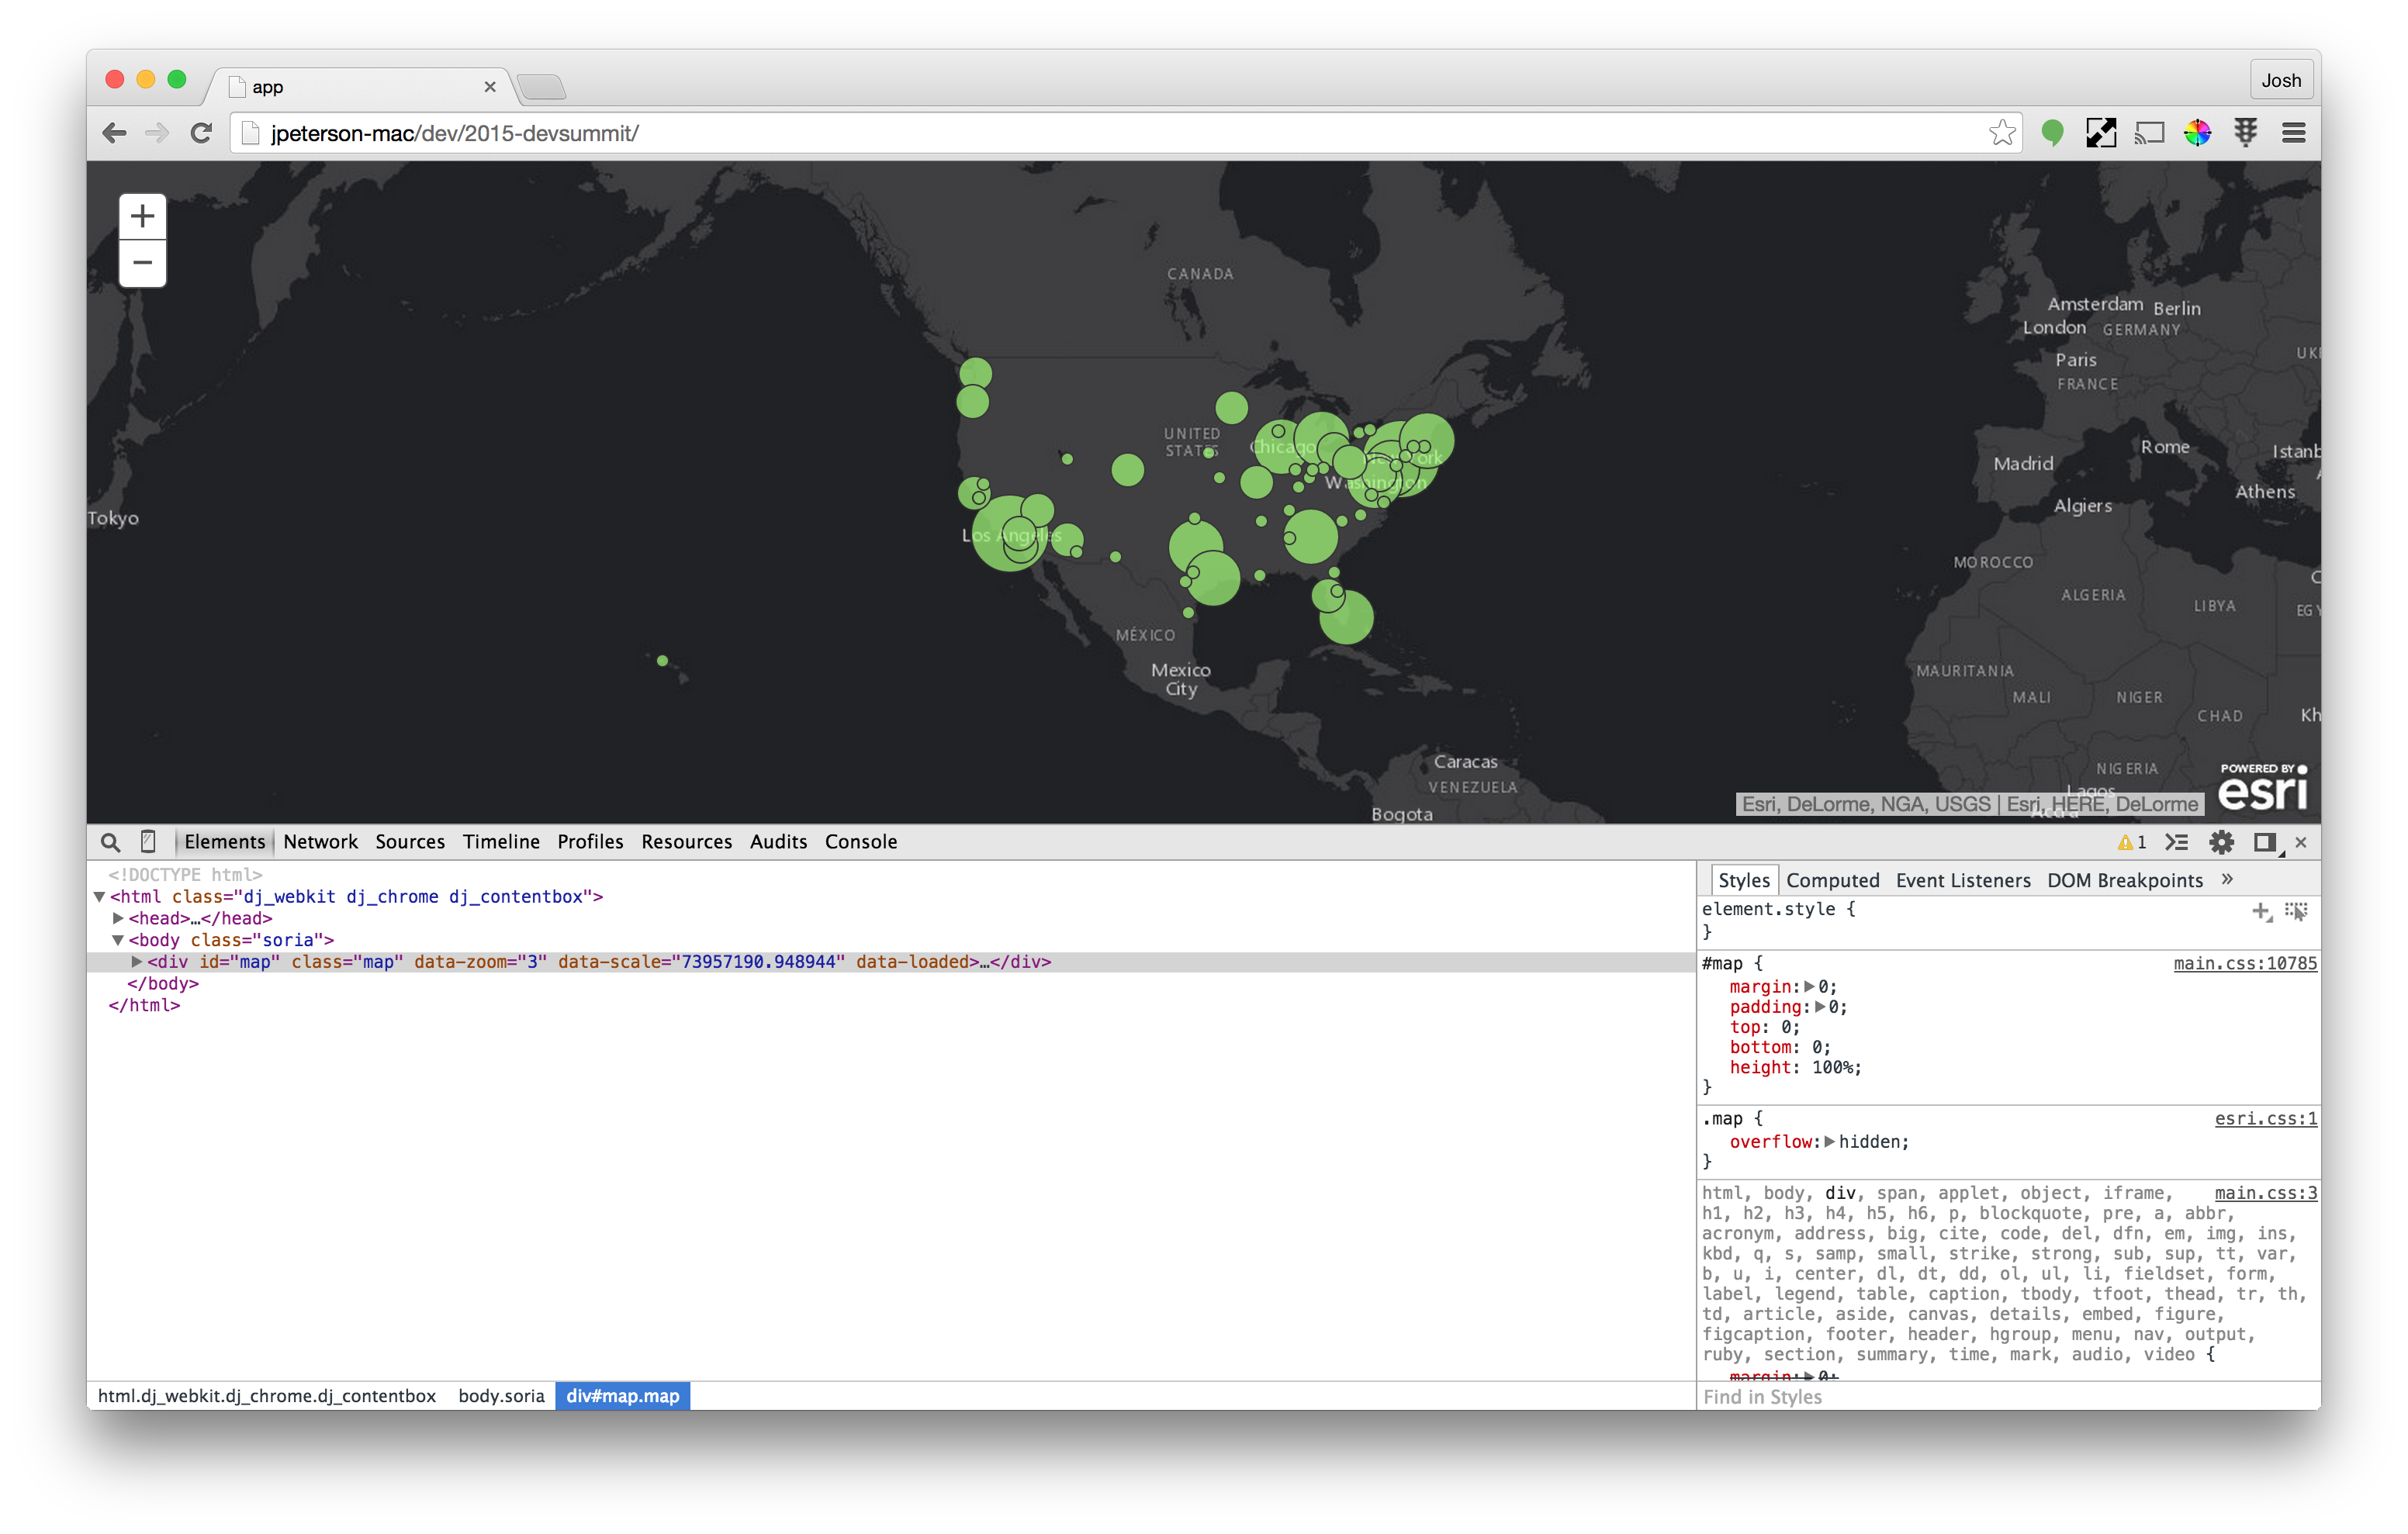 app
Josh
jpeterson-mac/dev/2015-devsummit/
+
−
CANADA
Amsterdam
Berlin
London
GERMANY
Paris
FRANCE
UNITED
STATES
Chicago
New York
Washington
Los Angeles
Madrid
Rome
Athens
Algiers
Tokyo
MOROCCO
ALGERIA
LIBYA
MÉXICO
Mexico
City
MAURITANIA
MALI
NIGER
CHAD
Caracas
VENEZUELA
NIGERIA
Lagos
Accra
Bogota
POWERED BY
esri
Esri, DeLorme, NGA, USGS | Esri, HERE, DeLorme
Elements Network Sources Timeline Profiles Resources Audits Console
1
<!DOCTYPE html>
<html class="dj_webkit dj_chrome dj_contentbox">
<head>…</head>
<body class="soria">
<div id="map" class="map" data-zoom="3" data-scale="73957190.948944" data-loaded>…</div>
</body>
</html>
Styles Computed Event Listeners DOM Breakpoints »
element.style {
}
#map { main.css:10785
margin: 0;
padding: 0;
top: 0;
bottom: 0;
height: 100%;
}
.map { esri.css:1
overflow: hidden;
}
html, body, div, span, applet, object, iframe, main.css:3
h1, h2, h3, h4, h5, h6, p, blockquote, pre, a, abbr,
acronym, address, big, cite, code, del, dfn, em, img, ins,
kbd, q, s, samp, small, strike, strong, sub, sup, tt, var,
b, u, i, center, dl, dt, dd, ol, ul, li, fieldset, form,
label, legend, table, caption, tbody, tfoot, thead, tr, th,
td, article, aside, canvas, details, embed, figure,
figcaption, footer, header, hgroup, menu, nav, output,
ruby, section, summary, time, mark, audio, video {
margin: 0;
html.dj_webkit.dj_chrome.dj_contentbox body.soria div#map.map
Find in Styles